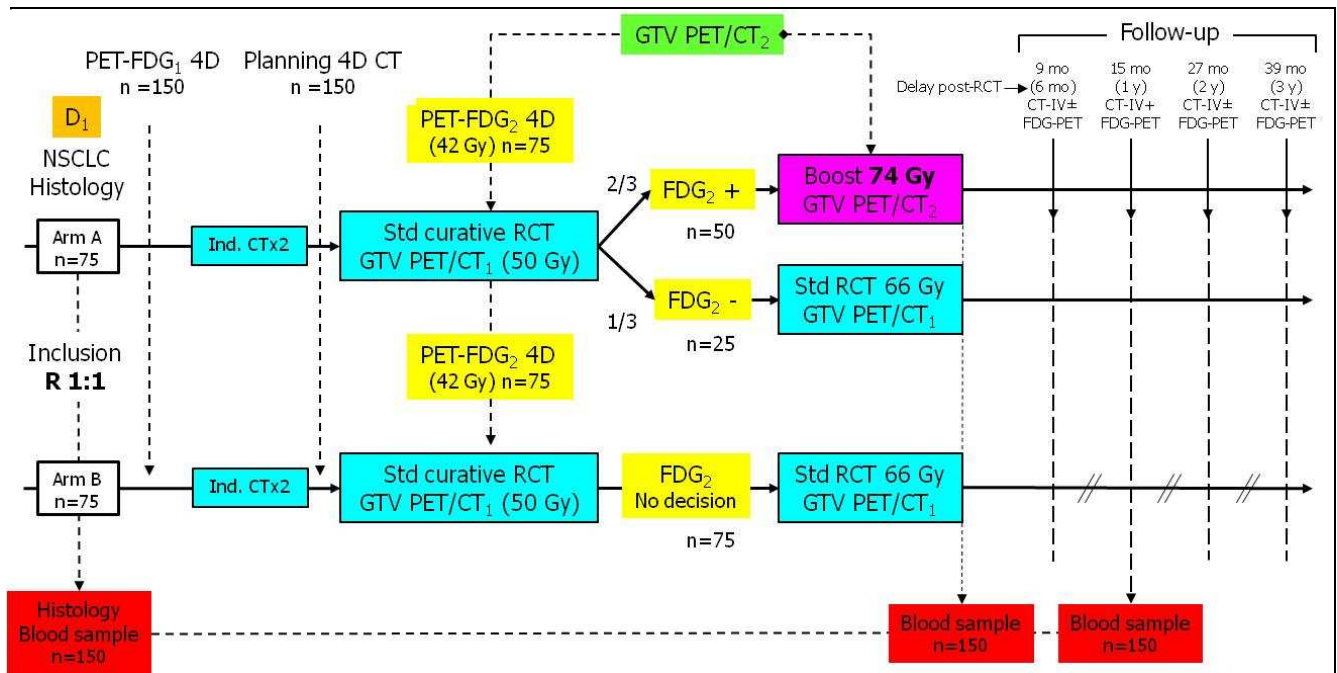 GTV PET/CT₂
Follow-up
PET-FDG₁ 4D
n =150
Planning 4D CT
n=150
Delay post-RCT
9 mo
(6 mo)
CT-IV±
FDG-PET
15 mo
(1 y)
CT-IV+
FDG-PET
27 mo
(2 y)
CT-IV±
FDG-PET
39 mo
(3 y)
CT-IV±
FDG-PET
D₁
NSCLC
Histology
PET-FDG₂ 4D
(42 Gy) n=75
Arm A
n=75
Ind. CTx2
Std curative RCT
GTV PET/CT₁ (50 Gy)
2/3
FDG₂ +
n=50
Boost 74 Gy
GTV PET/CT₂
1/3
FDG₂ -
n=25
Std RCT 66 Gy
GTV PET/CT₁
Inclusion
R 1:1
PET-FDG₂ 4D
(42 Gy) n=75
Arm B
n=75
Ind. CTx2
Std curative RCT
GTV PET/CT₁ (50 Gy)
FDG₂
No decision
n=75
Std RCT 66 Gy
GTV PET/CT₁
Histology
Blood sample
n=150
Blood sample
n=150
Blood sample
n=150